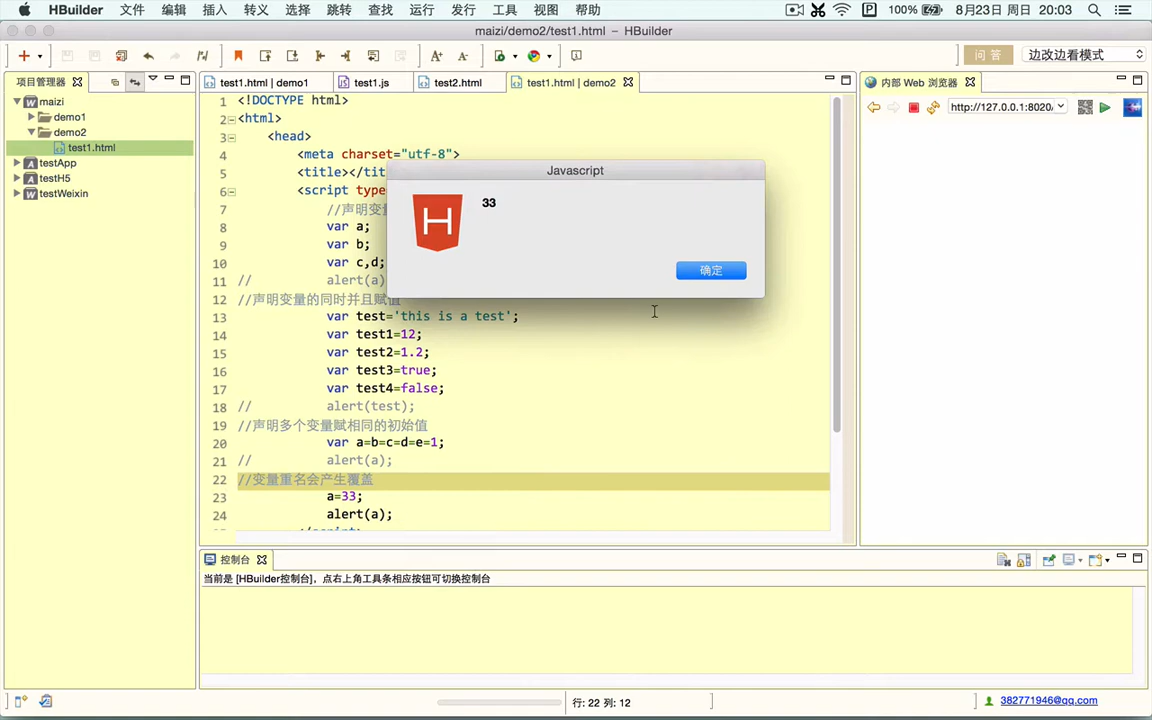 HBuilder 文件 编辑 插入 转义 选择 跳转 查找 运行 发行 工具 视图 帮助 100% 8月23日 周日 20:03
maizi/demo2/test1.html – HBuilder
问 答 边改边看模式
项目管理器 test1.html | demo1 test1.js test2.html test1.html | demo2 内部 Web 浏览器
maizi
demo1
demo2
test1.html
testApp
testH5
testWeixin
http://127.0.0.1:8020/
1 <!DOCTYPE html>
2 <html>
3 <head>
4 <meta charset="utf-8">
5 <title></tit
6 <script type
7 //声明变量
8 var a;
9 var b;
10 var c,d;
11 // alert(a)
12 //声明变量的同时并且赋值
13 var test='this is a test';
14 var test1=12;
15 var test2=1.2;
16 var test3=true;
17 var test4=false;
18 // alert(test);
19 //声明多个变量赋相同的初始值
20 var a=b=c=d=e=1;
21 // alert(a);
22 //变量重名会产生覆盖
23 a=33;
24 alert(a);
Javascript
33
确定
控制台
当前是 [HBuilder控制台]，点右上角工具条相应按钮可切换控制台
行: 22 列: 12
382771946@qq.com